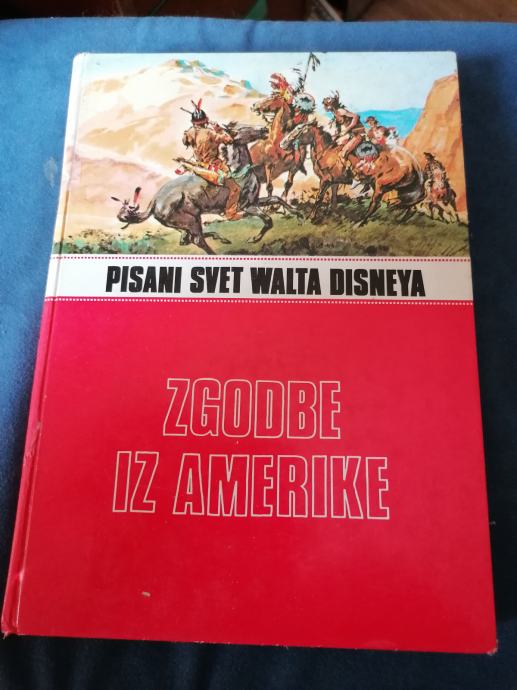 PISANI SVET WALTA DISNEYA
ZGODBE
IZ AMERIKE